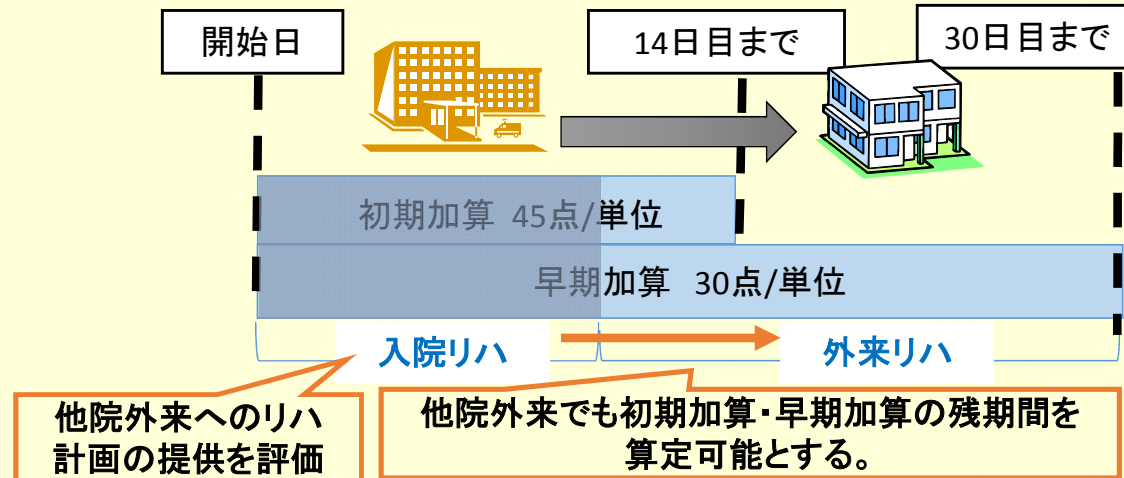 開始日
14日目まで
30日目まで
初期加算 45点/単位
早期加算 30点/単位
入院リハ
外来リハ
他院外来へのリハ
計画の提供を評価
他院外来でも初期加算・早期加算の残期間を
算定可能とする。